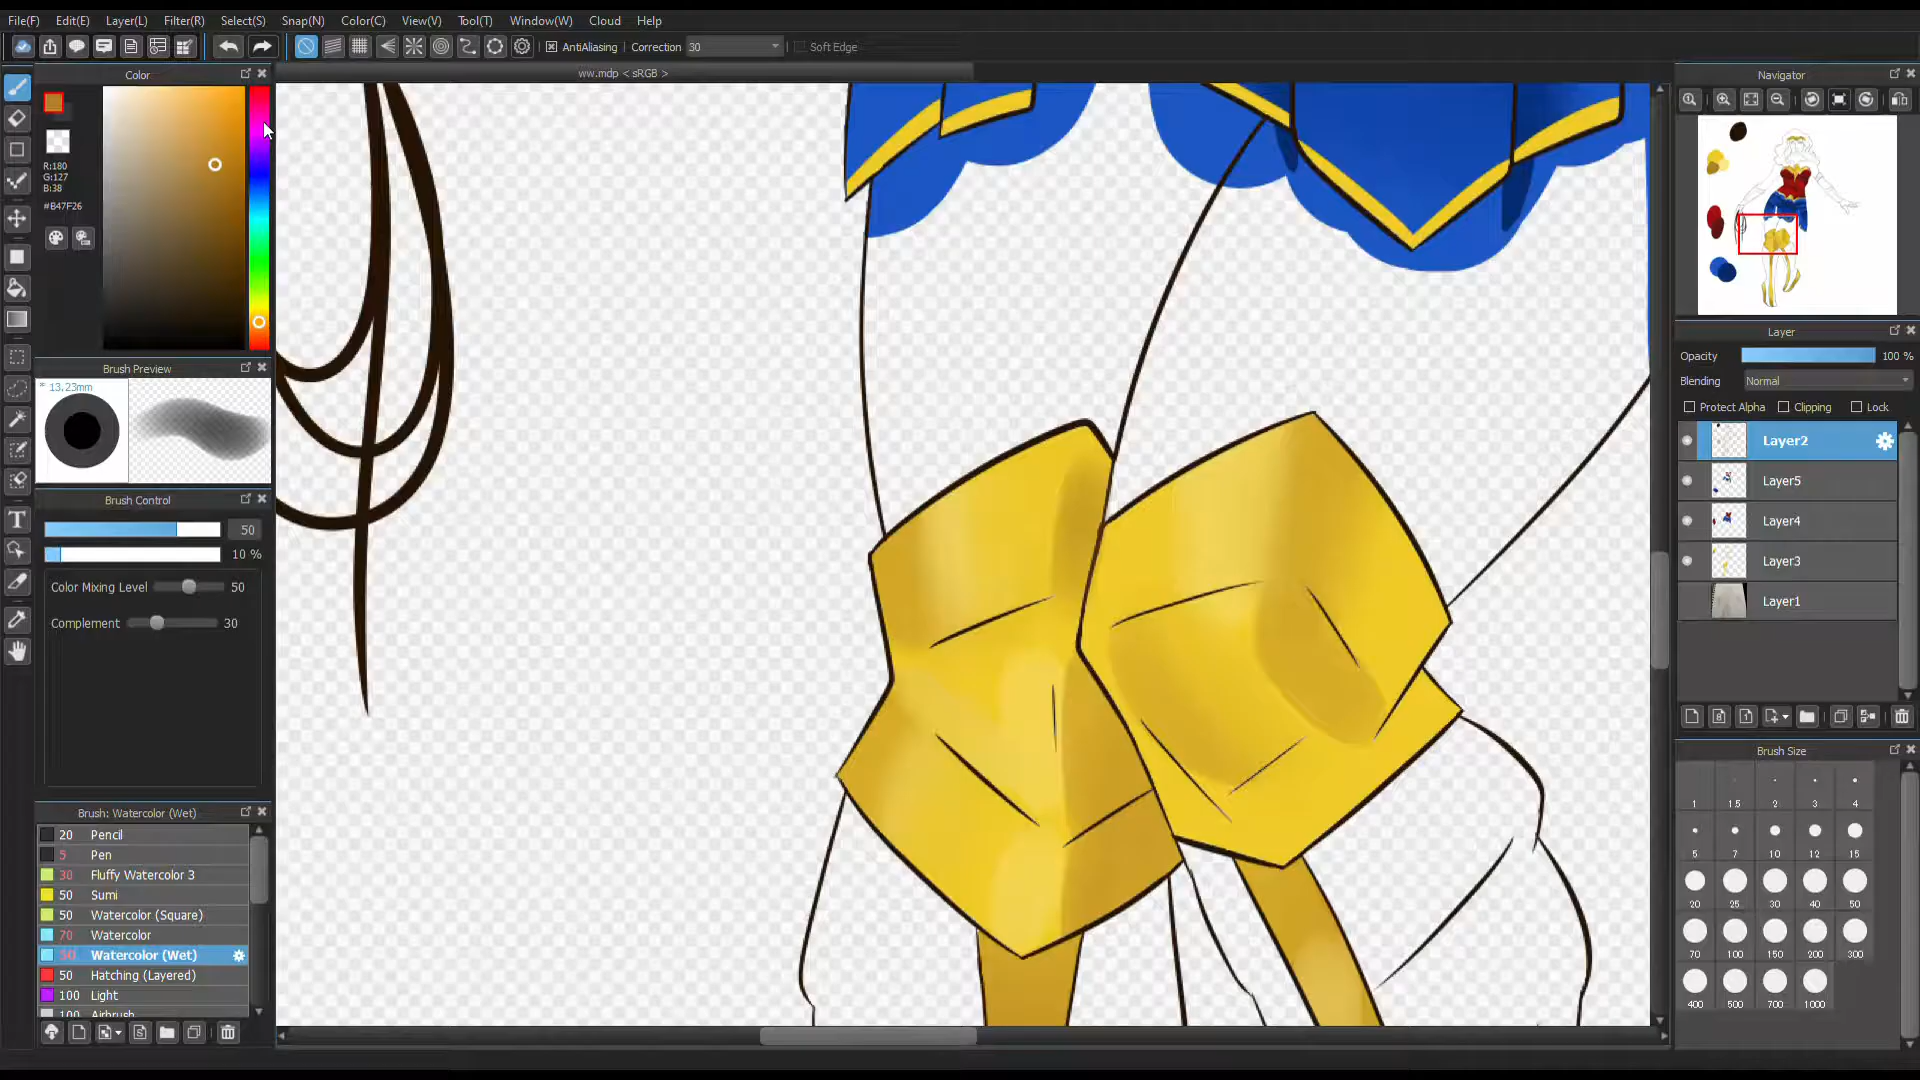 File(F) Edit(E) Layer(L) Filter(R) Select(S) Snap(N) Color(C) View(V) Tool(T) Window(W) Cloud Help
AntiAliasing Correction 30 Soft Edge
ww.mdp < sRGB >
Color
R:180
G:127
B:38
#B47F26
Brush Preview
* 13.23mm
Brush Control
50
10 %
Color Mixing Level 50
Complement 30
Brush: Watercolor (Wet)
20 Pencil
5 Pen
30 Fluffy Watercolor 3
50 Sumi
50 Watercolor (Square)
70 Watercolor
50 Watercolor (Wet)
50 Hatching (Layered)
100 Light
100 Airbrush
Navigator
Layer
Opacity 100 %
Blending Normal
Protect Alpha Clipping Lock
Layer2
Layer5
Layer4
Layer3
Layer1
Brush Size
1 1.5 2 3 4
5 7 10 12 15
20 25 30 40 50
70 100 150 200 300
400 500 700 1000